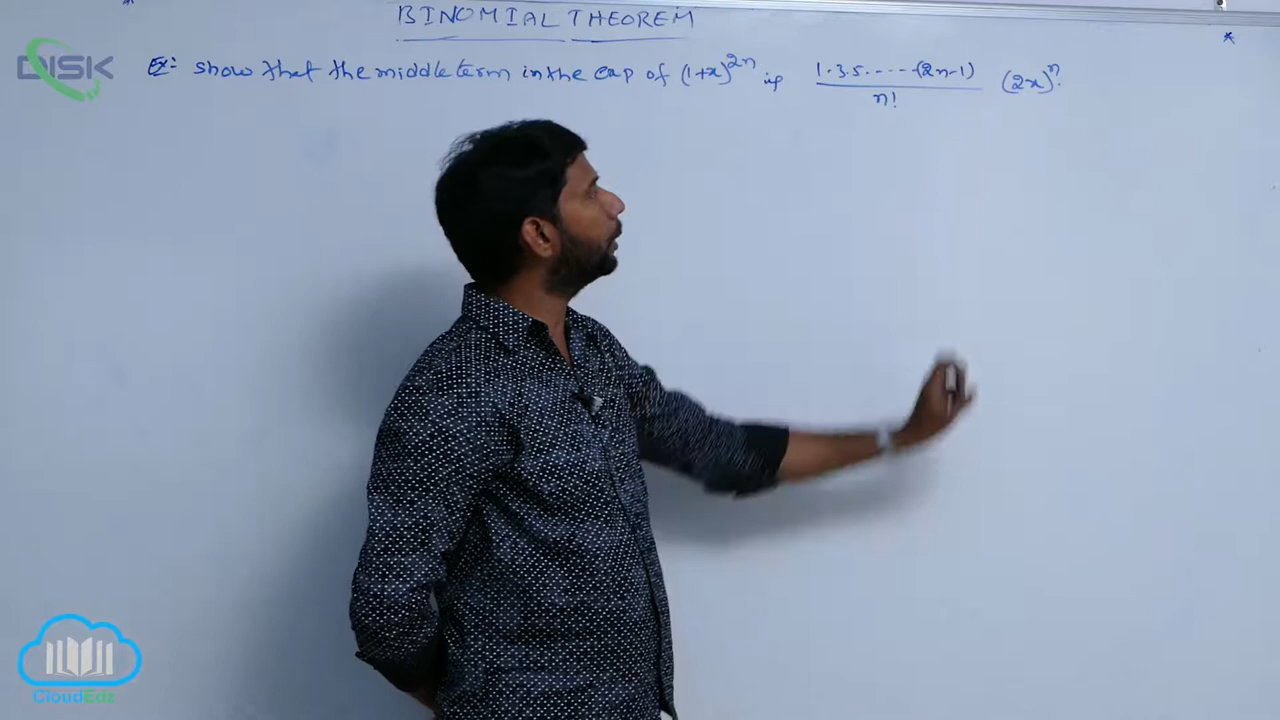 BINOMIAL THEOREM
DISK
Ex:- show that the middle term in the exp of (1+x)^2n is 1.3.5.....(2n-1) / n! (2x)^n.
CloudEdz